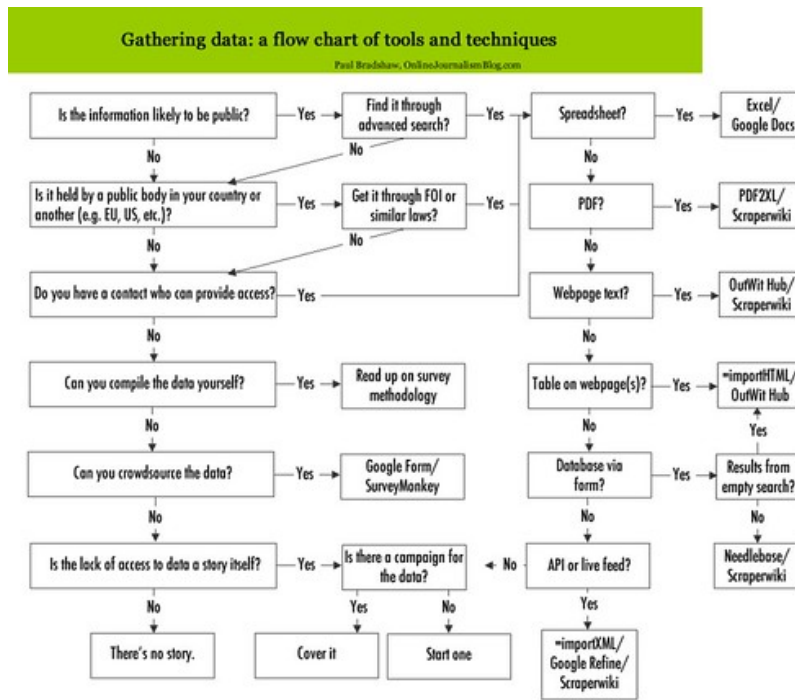 Gathering data: a flow chart of tools and techniques
Paul Bradshaw, OnlineJournalismBlog.com
Is the information likely to be public?
Yes
Find it through
advanced search?
Yes
Spreadsheet?
Yes
Excel/
Google Docs
No
No
No
Is it held by a public body in your country or
another (e.g. EU, US, etc.)?
Yes
Get it through FOI or
similar laws?
Yes
PDF?
Yes
PDF2XL/
Scraperwiki
No
No
No
Do you have a contact who can provide access?
Yes
Webpage text?
Yes
OutWit Hub/
Scraperwiki
No
No
Can you compile the data yourself?
Yes
Read up on survey
methodology
Table on webpage(s)?
Yes
=importHTML/
OutWit Hub
No
No
Yes
Can you crowdsource the data?
Yes
Google Form/
SurveyMonkey
Database via
form?
Yes
Results from
empty search?
No
No
No
Is the lack of access to data a story itself?
Yes
Is there a campaign for
the data?
No
API or live feed?
Needlebase/
Scraperwiki
No
Yes
No
Yes
There's no story.
Cover it
Start one
=importXML/
Google Refine/
Scraperwiki